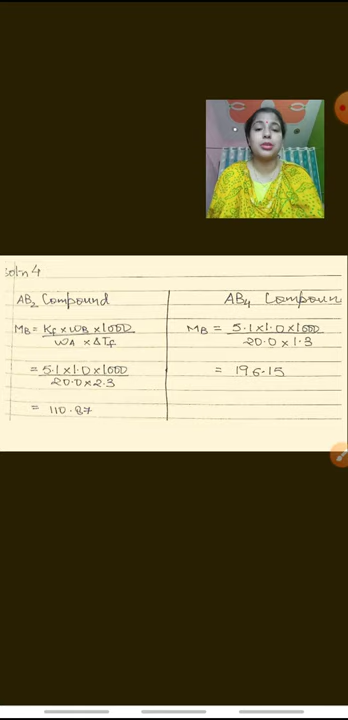 Soln 4
AB2 Compound
MB = Kf × WB × 1000
WA × ΔTf
= 5.1×1.0×1000
20.0×2.3
= 110.87
AB4 Compoun
MB = 5.1×1.0×1000
20.0×1.3
= 196.15